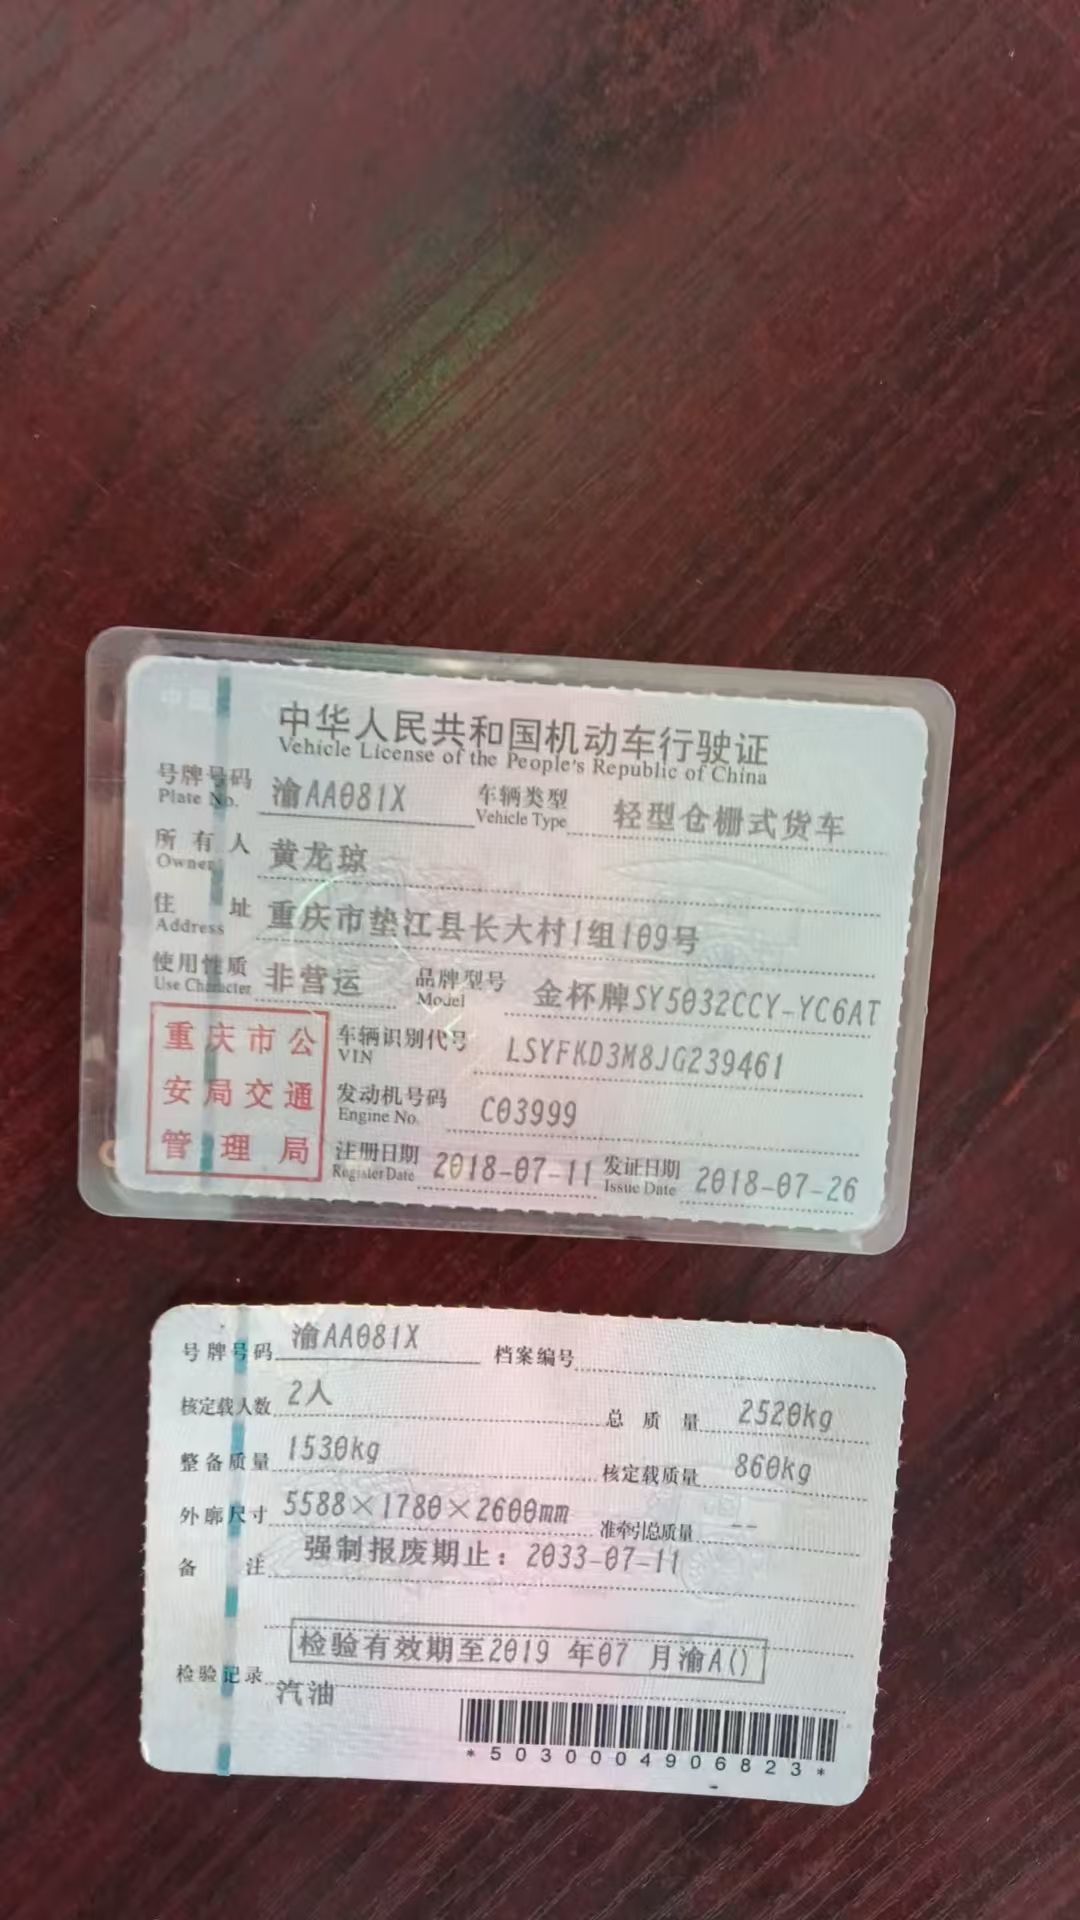 中华人民共和国机动车行驶证
Vehicle License of the People's Republic of China
号牌号码 渝AA081X 车辆类型 轻型仓栅式货车
Plate No. Vehicle Type
所有人 黄龙琼
Owner
住址 重庆市垫江县长大村1组109号
Address
使用性质 非营运 品牌型号 金杯牌SY5032CCY-YC6AT
Use Character Model
重庆市公
安局交通
管理局
车辆识别代号 LSYFKD3M8JG239461
VIN
发动机号码 C03999
Engine No.
注册日期 2018-07-11 发证日期 2018-07-26
Register Date Issue Date
号牌号码 渝AA081X 档案编号
核定载人数 2人 总质量 2520kg
整备质量 1530kg 核定载质量 860kg
外廓尺寸 5588×1780×2600mm 准牵引总质量 --
备注 强制报废期止：2033-07-11
检验有效期至2019 年07 月渝A()
检验记录
汽油
*5030004906823*